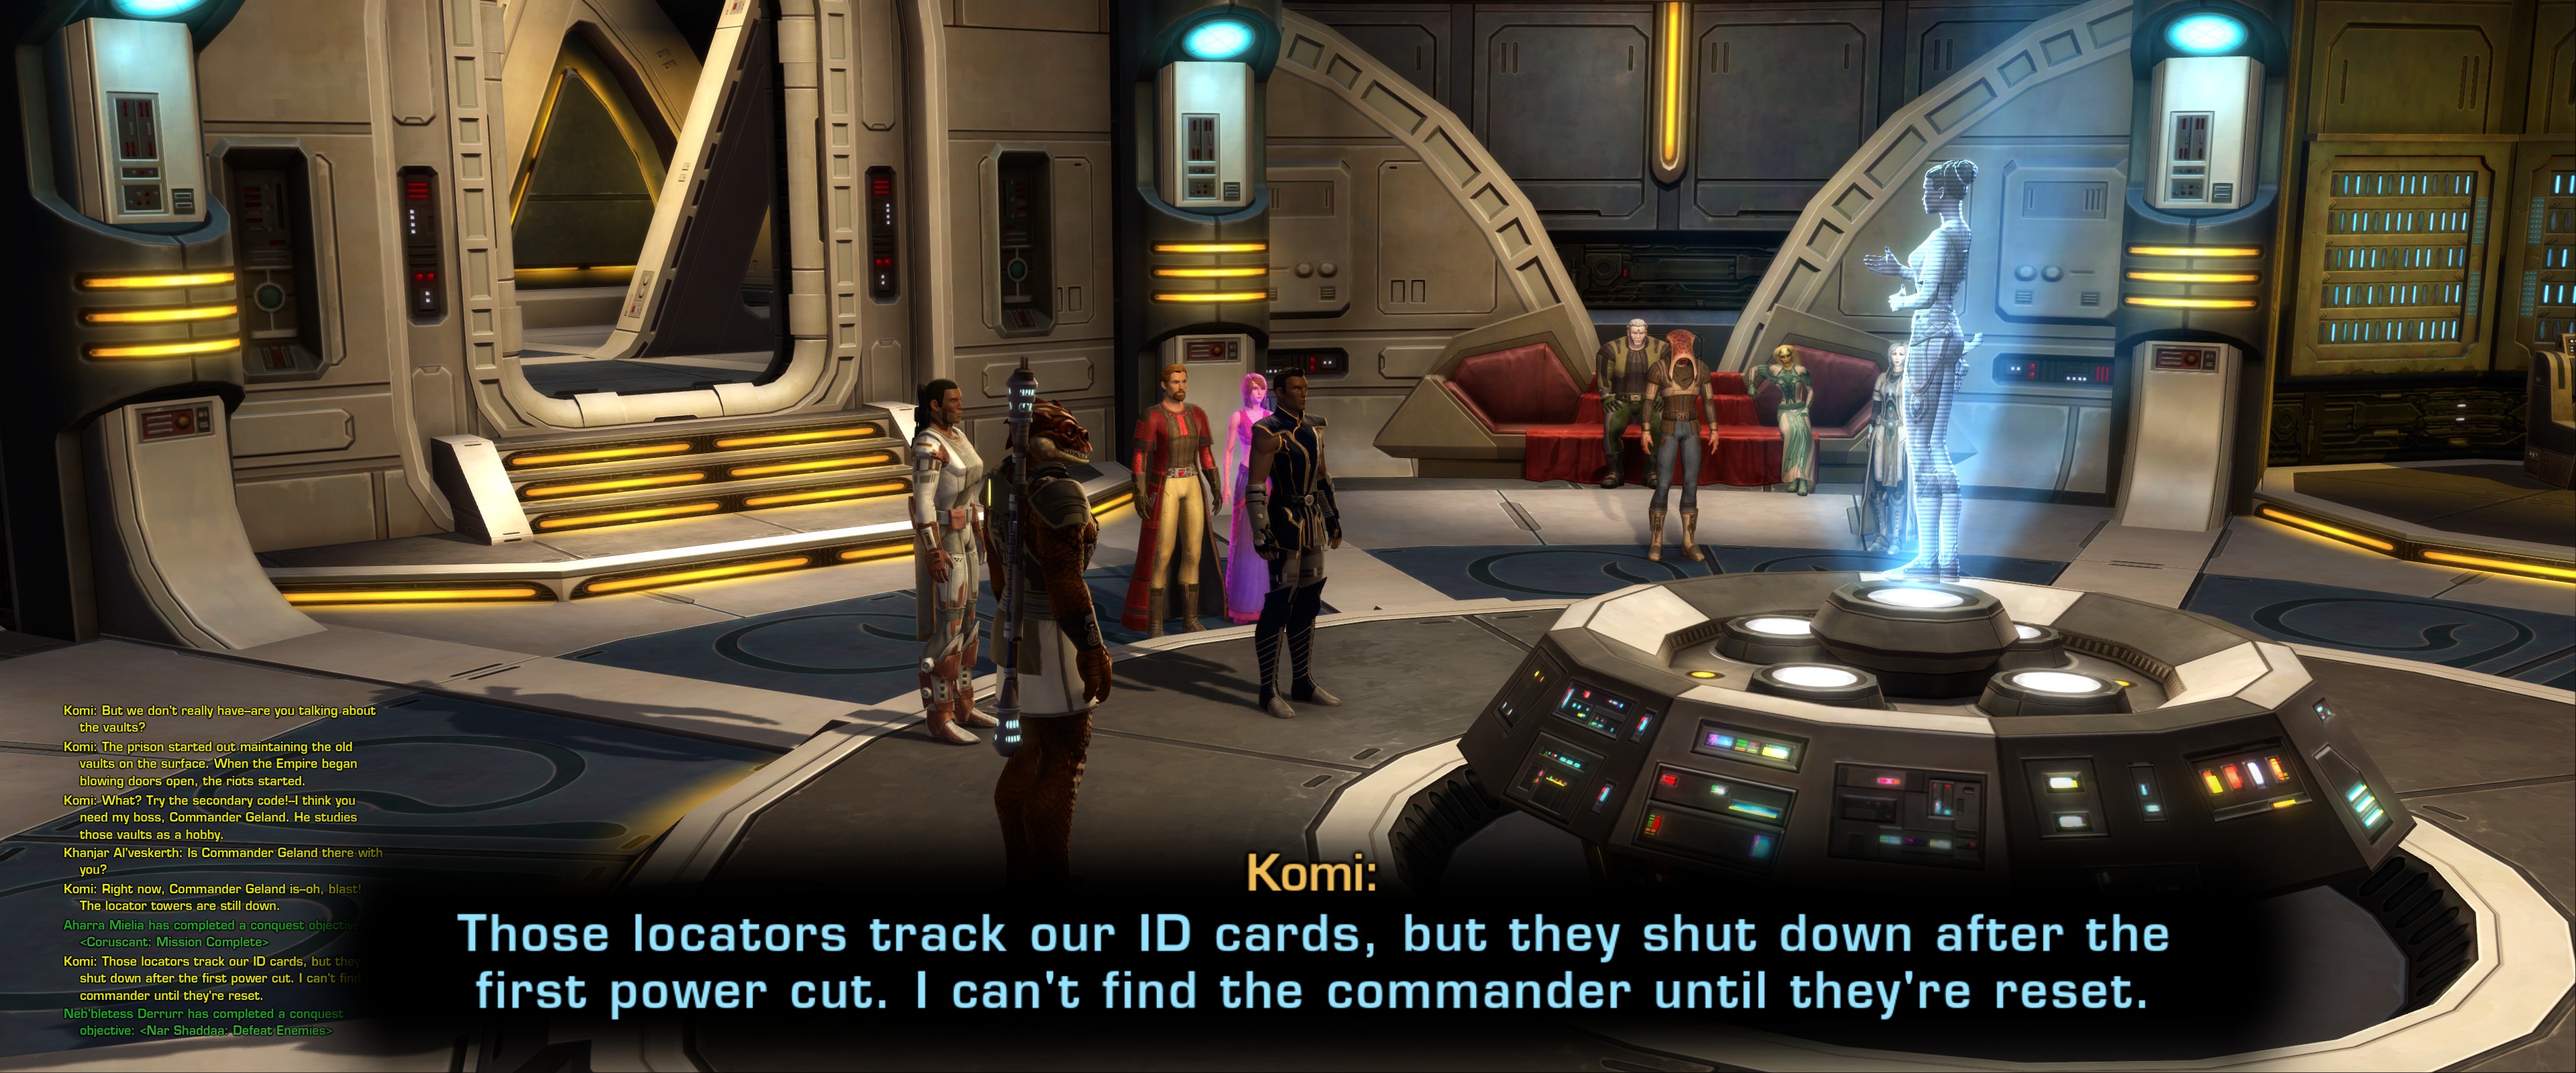 Komi: But we don't really have–are you talking about
the vaults?
Komi: The prison started out maintaining the old
vaults on the surface. When the Empire began
blowing doors open, the riots started.
Komi: What? Try the secondary code!–I think you
need my boss, Commander Geland. He studies
those vaults as a hobby.
Khanjar Al'veskerth: Is Commander Geland there with
you?
Komi: Right now, Commander Geland is–oh, blast!
The locator towers are still down.
Aharra Mielia has completed a conquest objective:
<Coruscant: Mission Complete>
Komi: Those locators track our ID cards, but they
shut down after the first power cut. I can't find
commander until they're reset.
Neb'bletess Derrurr has completed a conquest
objective: <Nar Shaddaa: Defeat Enemies>
Komi:
Those locators track our ID cards, but they shut down after the
first power cut. I can't find the commander until they're reset.